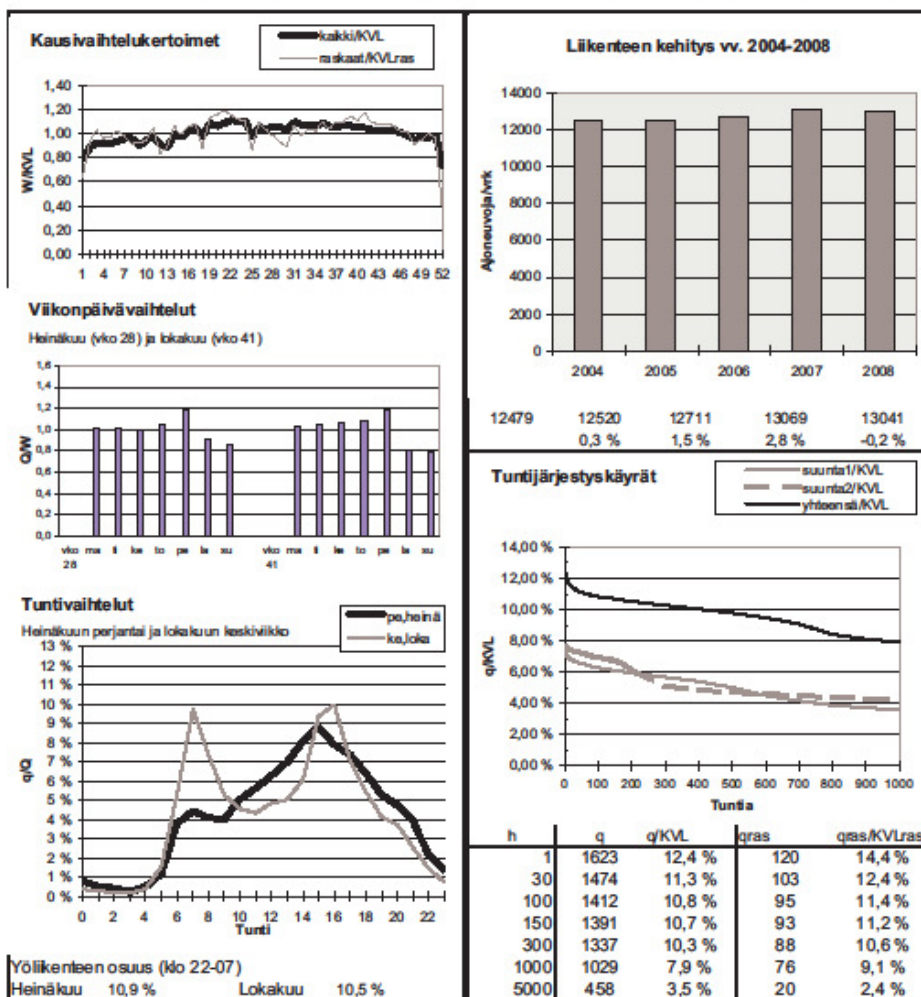 Kausivaihtelukertoimet
kaikki/KVL
raskaat/KVLras
W/KVL
1,40
1,20
1,00
0,80
0,60
0,40
0,20
0,00
1 4 7 10 13 16 19 22 25 28 31 34 37 40 43 46 49 52
Viikonpäivävaihtelut
Heinäkuu (vko 28) ja lokakuu (vko 41)
Q/W
1,6
1,4
1,2
1,0
0,8
0,6
0,4
0,2
0,0
vko 28 ma ti ke to pe la su vko 41 ma ti ke to pe la su
Tuntivaihtelut
Heinäkuun perjantai ja lokakuun keskiviikko
pe,heinä
ke,loka
q/Q
13 %
12 %
11 %
10 %
9 %
8 %
7 %
6 %
5 %
4 %
3 %
2 %
1 %
0 %
0 2 4 6 8 10 12 14 16 18 20 22
Tunti
Yöliikenteen osuus (klo 22-07)
Heinäkuu 10,9 % Lokakuu 10,5 %
Liikenteen kehitys vv. 2004-2008
Ajoneuvoja/vrk
14000
12000
10000
8000
6000
4000
2000
0
2004 2005 2006 2007 2008
12479 12520 12711 13069 13041
0,3 % 1,5 % 2,8 % -0,2 %
Tuntijärjestyskäyrät
suunta1/KVL
suunta2/KVL
yhteensä/KVL
q/KVL
14,00 %
12,00 %
10,00 %
8,00 %
6,00 %
4,00 %
2,00 %
0,00 %
0 100 200 300 400 500 600 700 800 900 1000
Tuntia
h q q/KVL qras qras/KVLras
1 1623 12,4 % 120 14,4 %
30 1474 11,3 % 103 12,4 %
100 1412 10,8 % 95 11,4 %
150 1391 10,7 % 93 11,2 %
300 1337 10,3 % 88 10,6 %
1000 1029 7,9 % 76 9,1 %
5000 458 3,5 % 20 2,4 %